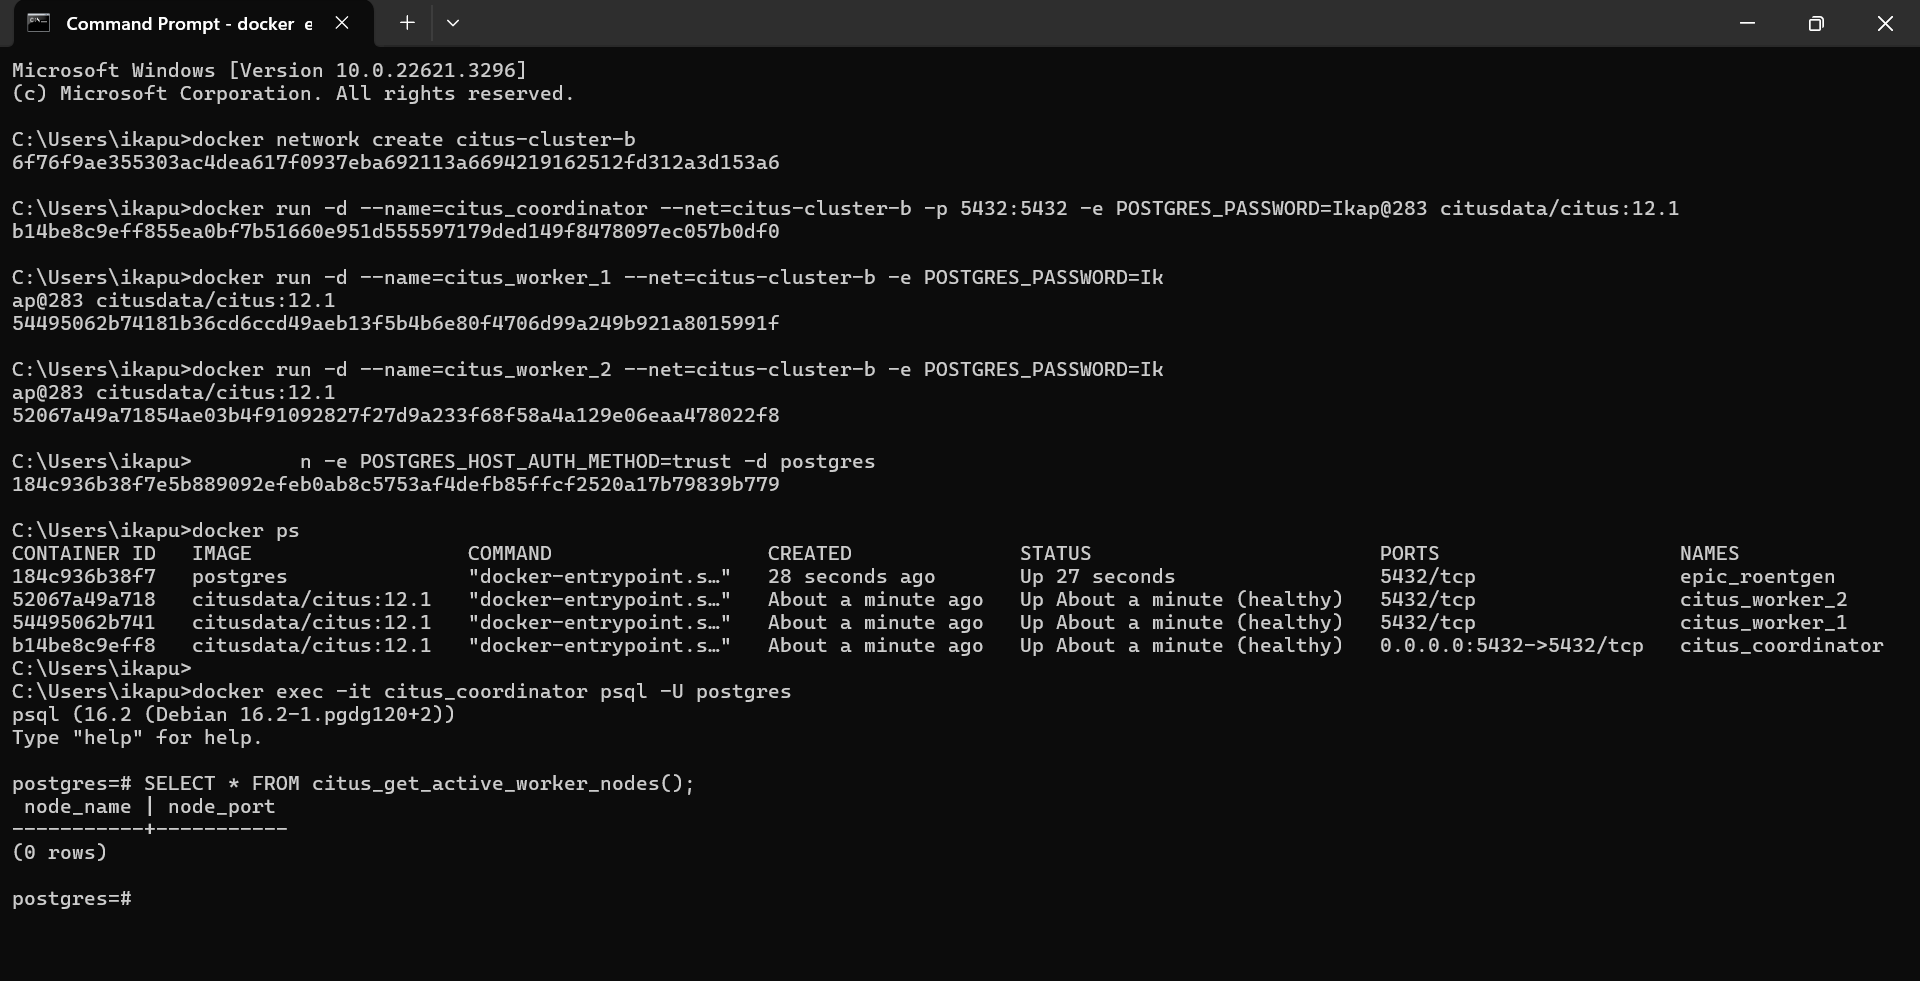 Command Prompt - docker e
Microsoft Windows [Version 10.0.22621.3296]
(c) Microsoft Corporation. All rights reserved.
C:\Users\ikapu>docker network create citus-cluster-b
6f76f9ae355303ac4dea617f0937eba692113a6694219162512fd312a3d153a6
C:\Users\ikapu>docker run -d --name=citus_coordinator --net=citus-cluster-b -p 5432:5432 -e POSTGRES_PASSWORD=Ikap@283 citusdata/citus:12.1
b14be8c9eff855ea0bf7b51660e951d555597179ded149f8478097ec057b0df0
C:\Users\ikapu>docker run -d --name=citus_worker_1 --net=citus-cluster-b -e POSTGRES_PASSWORD=Ik
ap@283 citusdata/citus:12.1
54495062b74181b36cd6ccd49aeb13f5b4b6e80f4706d99a249b921a8015991f
C:\Users\ikapu>docker run -d --name=citus_worker_2 --net=citus-cluster-b -e POSTGRES_PASSWORD=Ik
ap@283 citusdata/citus:12.1
52067a49a71854ae03b4f91092827f27d9a233f68f58a4a129e06eaa478022f8
C:\Users\ikapu>         n -e POSTGRES_HOST_AUTH_METHOD=trust -d postgres
184c936b38f7e5b889092efeb0ab8c5753af4defb85ffcf2520a17b79839b779
C:\Users\ikapu>docker ps
CONTAINER ID   IMAGE                  COMMAND                  CREATED              STATUS                        PORTS                    NAMES
184c936b38f7   postgres               "docker-entrypoint.s…"   28 seconds ago       Up 27 seconds                 5432/tcp                 epic_roentgen
52067a49a718   citusdata/citus:12.1   "docker-entrypoint.s…"   About a minute ago   Up About a minute (healthy)   5432/tcp                 citus_worker_2
54495062b741   citusdata/citus:12.1   "docker-entrypoint.s…"   About a minute ago   Up About a minute (healthy)   5432/tcp                 citus_worker_1
b14be8c9eff8   citusdata/citus:12.1   "docker-entrypoint.s…"   About a minute ago   Up About a minute (healthy)   0.0.0.0:5432->5432/tcp   citus_coordinator
C:\Users\ikapu>
C:\Users\ikapu>docker exec -it citus_coordinator psql -U postgres
psql (16.2 (Debian 16.2-1.pgdg120+2))
Type "help" for help.
postgres=# SELECT * FROM citus_get_active_worker_nodes();
 node_name | node_port
-----------+-----------
(0 rows)
postgres=#